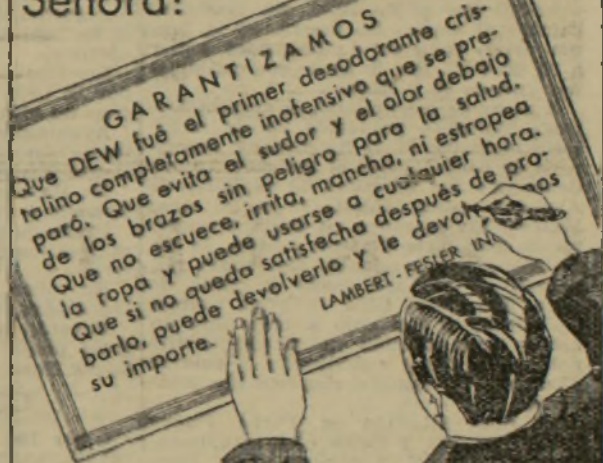 Señora:
GARANTIZAMOS
Que DEW fué el primer desodorante cris-
talino completamente inofensivo que se pre-
paró. Que evita el sudor y el olor debajo
de los brazos sin peligro para la salud.
Que no escuece, irrita, mancha, ni estropea
la ropa y puede usarse a cualquier hora.
Que si no queda satisfecha después de pro-
barlo, puede devolverlo y le
su importe.
LAMBERT - FESLER